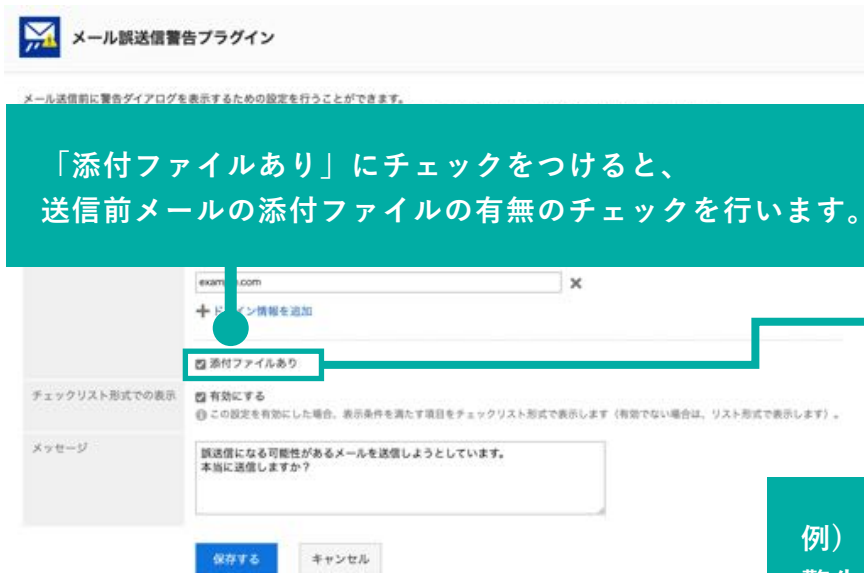 メール誤送信警告プラグイン
メール送信前に警告ダイアログを表示するための設定を行うことができます。
「添付ファイルあり」にチェックをつけると、
送信前メールの添付ファイルの有無のチェックを行います。
.com
添付ファイルあり
チェックリスト形式での表示
有効にする
この設定を有効にした場合、表示条件を満たす項目をチェックリスト形式で表示します（有効でない場合は、リスト形式で表示します）。
メッセージ
誤送信になる可能性があるメールを送信しようとしています。
本当に送信しますか？
例）
保存する キャンセル